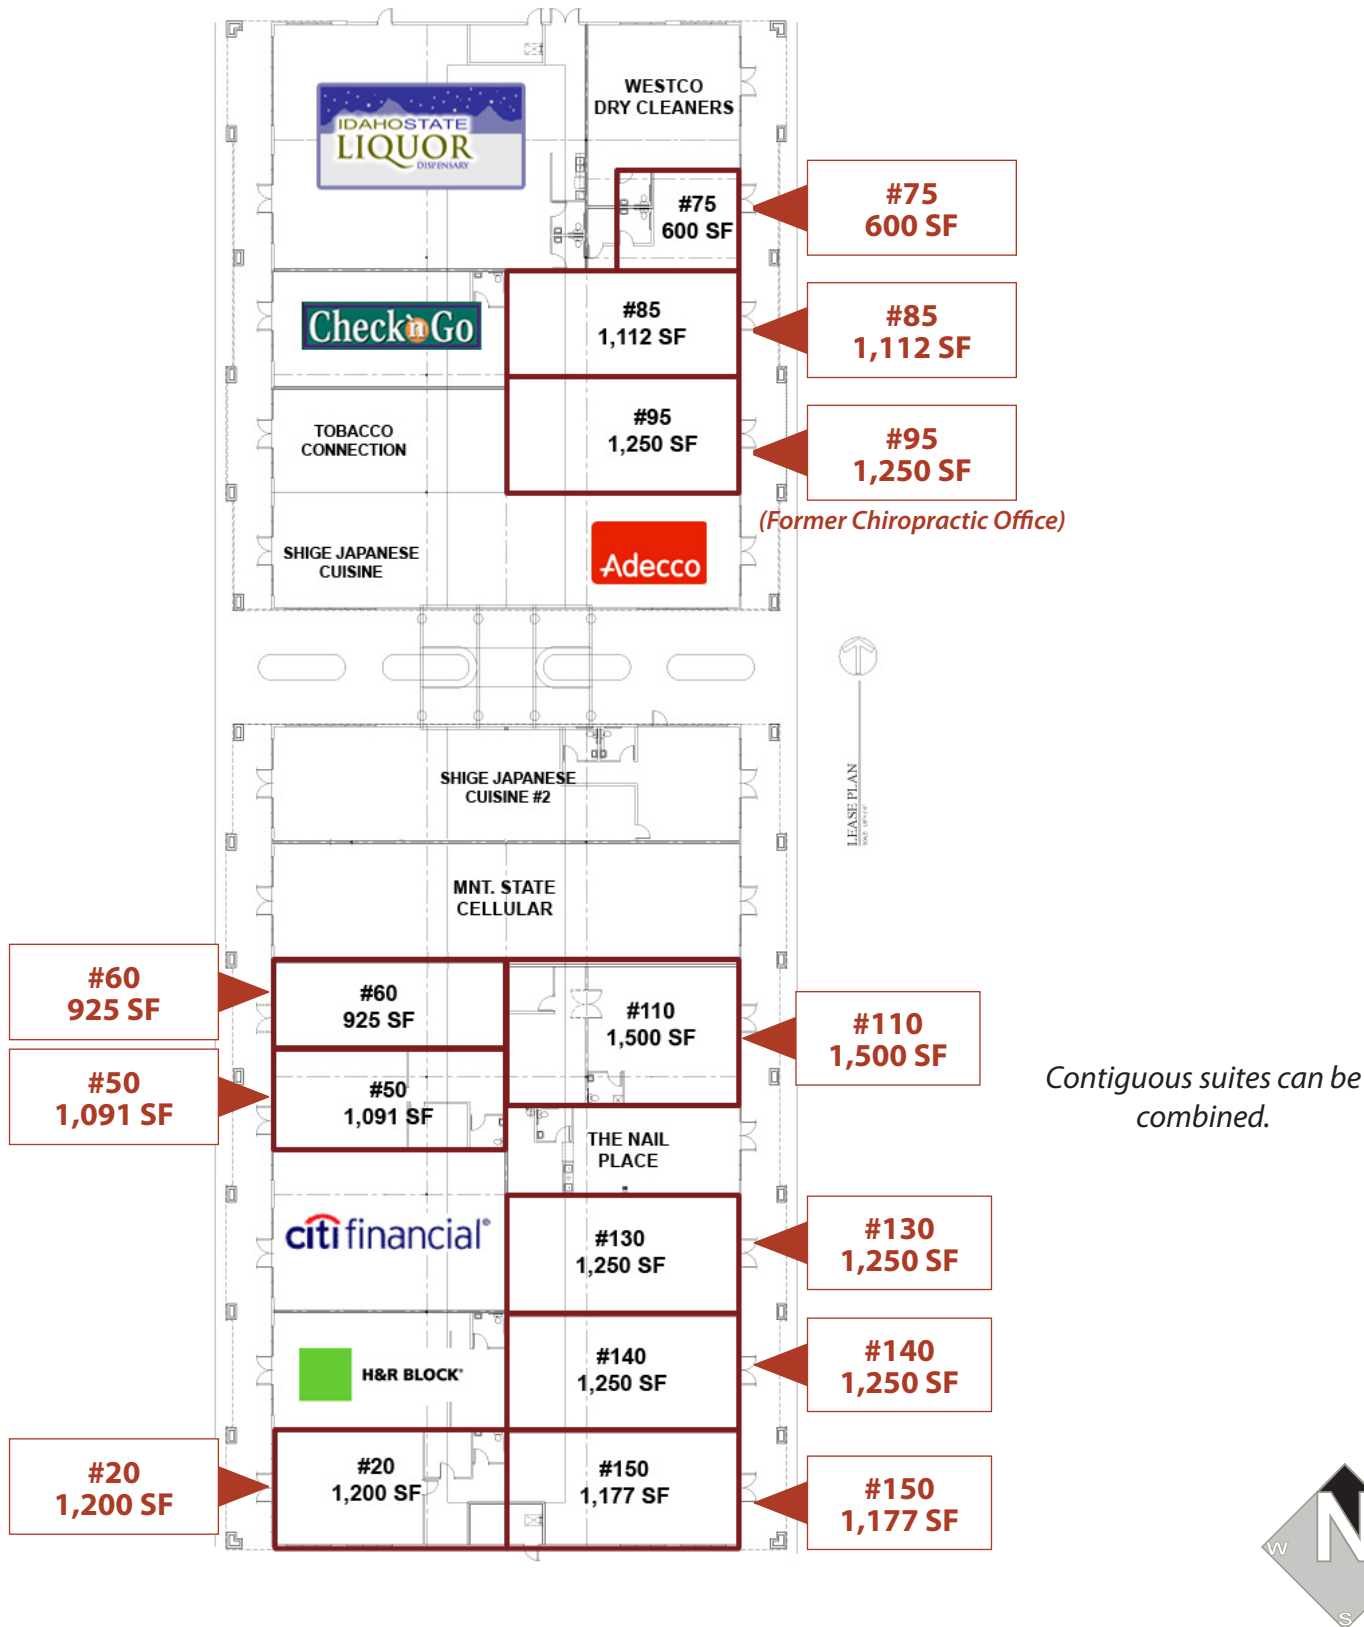 WESTCO
DRY CLEANERS
IDAHOSTATE
LIQUOR
DISPENSARY
#75
600 SF
#75
600 SF
Check'nGo
#85
1,112 SF
#85
1,112 SF
TOBACCO
CONNECTION
#95
1,250 SF
#95
1,250 SF
(Former Chiropractic Office)
SHIGE JAPANESE
CUISINE
Adecco
LEASE PLAN
SHIGE JAPANESE
CUISINE #2
MNT. STATE
CELLULAR
#60
925 SF
#60
925 SF
#110
1,500 SF
#110
1,500 SF
#50
1,091 SF
#50
1,091 SF
Contiguous suites can be
combined.
THE NAIL
PLACE
citifinancial®
#130
1,250 SF
#130
1,250 SF
H&R BLOCK®
#140
1,250 SF
#140
1,250 SF
#20
1,200 SF
#20
1,200 SF
#150
1,177 SF
#150
1,177 SF
N
W
S